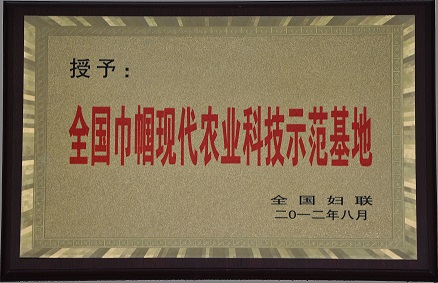 授予：
全国巾帼现代农业科技示范基地
全国妇联
二〇一二年八月